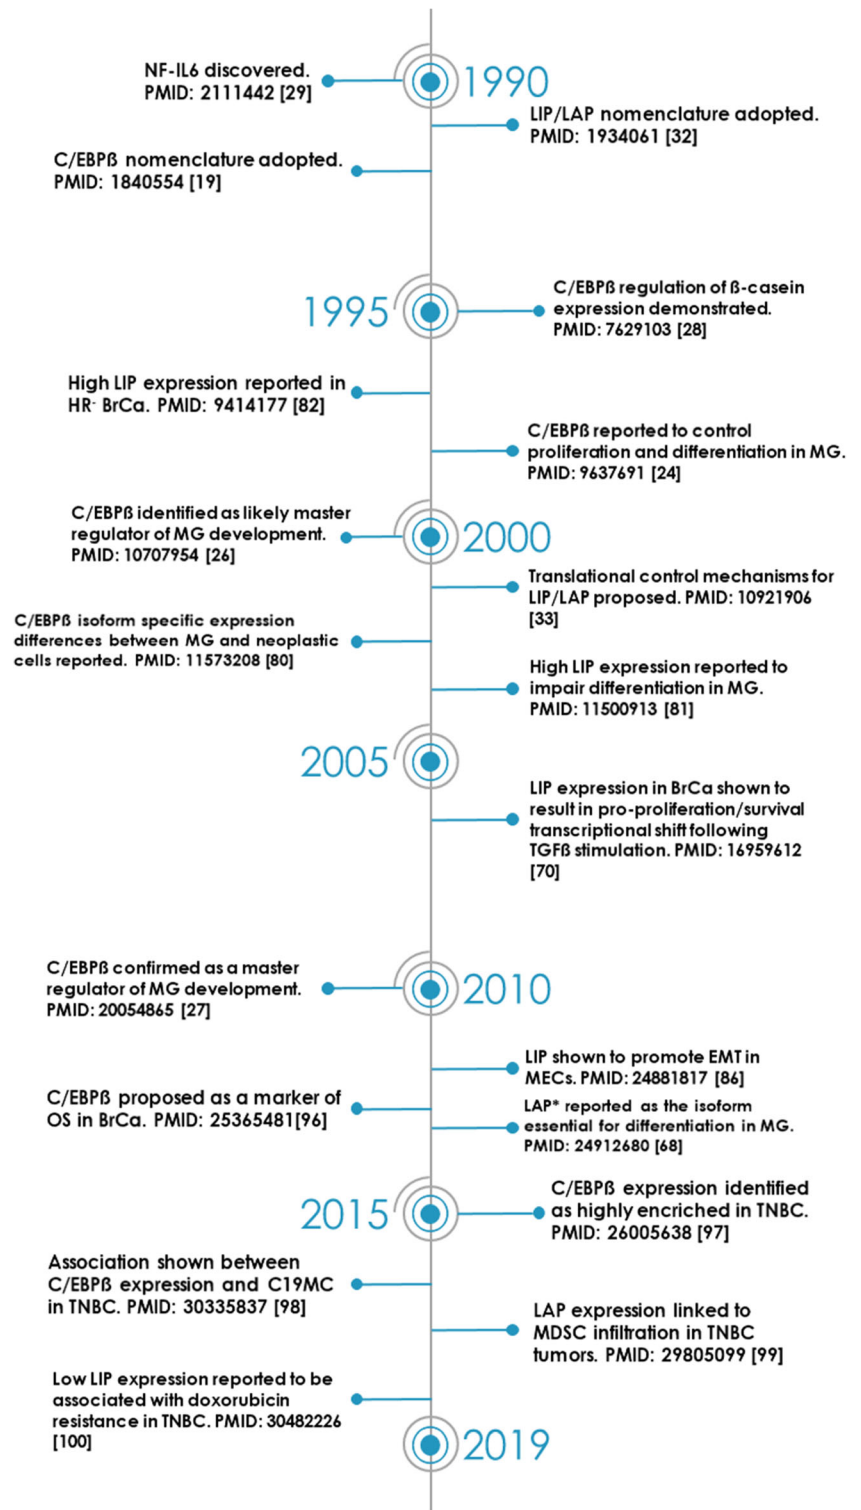 NF-IL6 discovered.
PMID: 2111442 [29]
1990
LIP/LAP nomenclature adopted.
PMID: 1934061 [32]
C/EBPß nomenclature adopted.
PMID: 1840554 [19]
1995
C/EBPß regulation of ß-casein
expression demonstrated.
PMID: 7629103 [28]
High LIP expression reported in
HR- BrCa. PMID: 9414177 [82]
C/EBPß reported to control
proliferation and differentiation in MG.
PMID: 9637691 [24]
C/EBPß identified as likely master
regulator of MG development.
PMID: 10707954 [26]
2000
Translational control mechanisms for
LIP/LAP proposed. PMID: 10921906
[33]
C/EBPß isoform specific expression
differences between MG and neoplastic
cells reported. PMID: 11573208 [80]
High LIP expression reported to
impair differentiation in MG.
PMID: 11500913 [81]
2005
LIP expression in BrCa shown to
result in pro-proliferation/survival
transcriptional shift following
TGFß stimulation. PMID: 16959612
[70]
C/EBPß confirmed as a master
regulator of MG development.
PMID: 20054865 [27]
2010
LIP shown to promote EMT in
MECs. PMID: 24881817 [86]
C/EBPß proposed as a marker of
OS in BrCa. PMID: 25365481[96]
LAP* reported as the isoform
essential for differentiation in MG.
PMID: 24912680 [68]
2015
C/EBPß expression identified
as highly encriched in TNBC.
PMID: 26005638 [97]
Association shown between
C/EBPß expression and C19MC
in TNBC. PMID: 30335837 [98]
LAP expression linked to
MDSC infiltration in TNBC
tumors. PMID: 29805099 [99]
Low LIP expression reported to be
associated with doxorubicin
resistance in TNBC. PMID: 30482226
[100]
2019